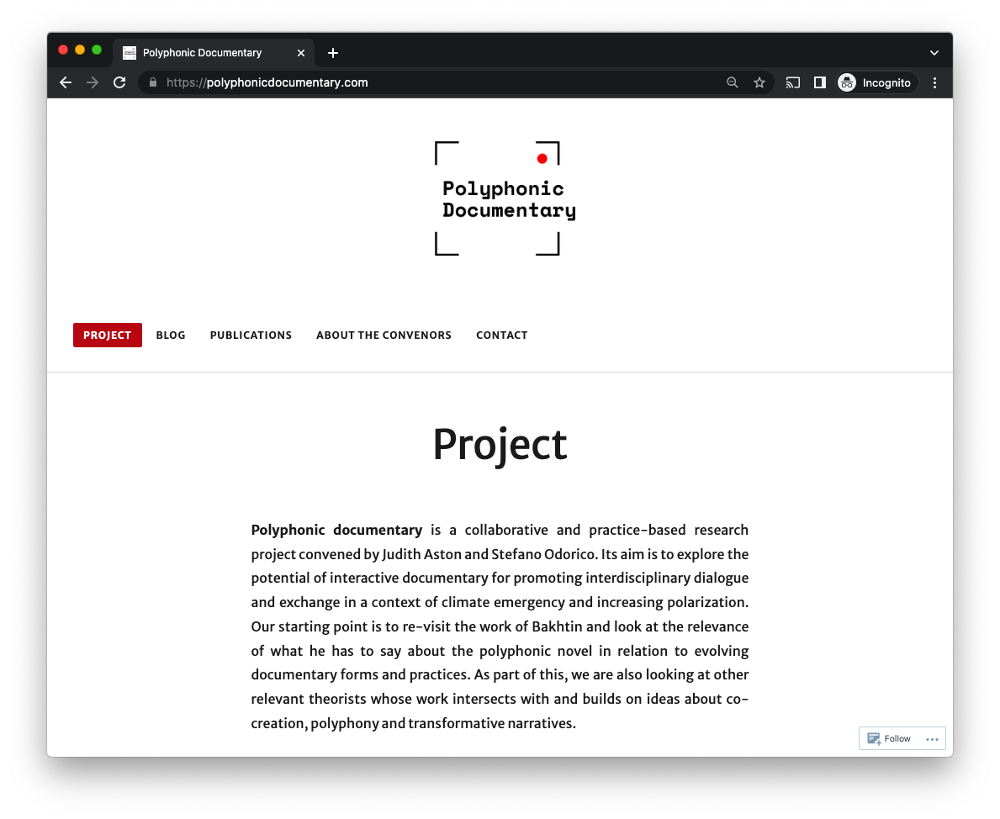 Polyphonic Documentary
https://polyphonicdocumentary.com
Incognito
Polyphonic
Documentary
PROJECT BLOG PUBLICATIONS ABOUT THE CONVENORS CONTACT
Project
Polyphonic documentary is a collaborative and practice-based research
project convened by Judith Aston and Stefano Odorico. Its aim is to explore the
potential of interactive documentary for promoting interdisciplinary dialogue
and exchange in a context of climate emergency and increasing polarization.
Our starting point is to re-visit the work of Bakhtin and look at the relevance
of what he has to say about the polyphonic novel in relation to evolving
documentary forms and practices. As part of this, we are also looking at other
relevant theorists whose work intersects with and builds on ideas about co-
creation, polyphony and transformative narratives.
Follow